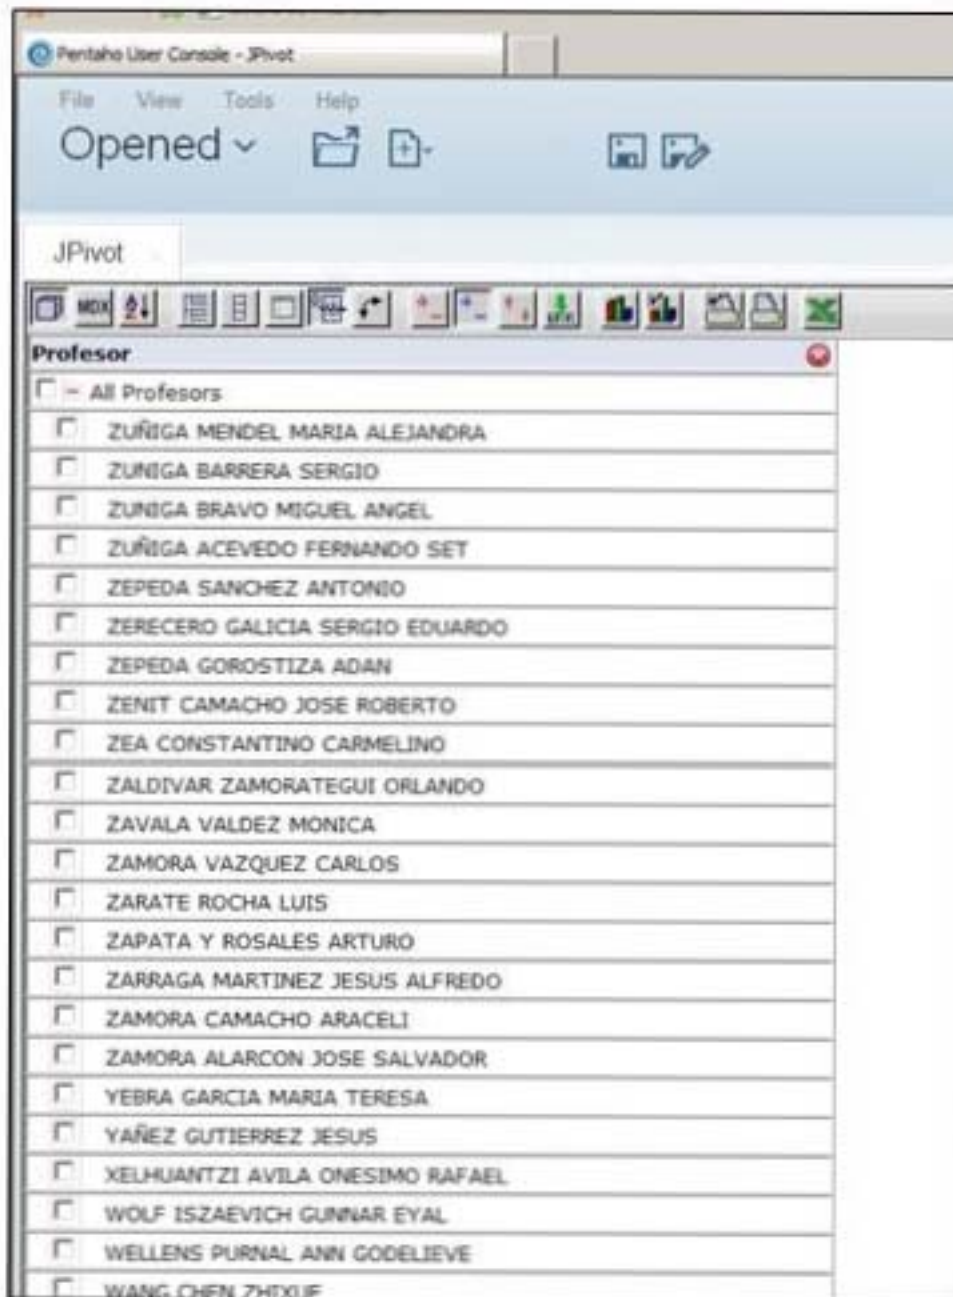 Pentaho User Console - JPivot
File View Tools Help
Opened
JPivot
MDX
Profesor
All Profesors
ZUÑIGA MENDEL MARIA ALEJANDRA
ZUNIGA BARRERA SERGIO
ZUNIGA BRAVO MIGUEL ANGEL
ZUÑIGA ACEVEDO FERNANDO SET
ZEPEDA SANCHEZ ANTONIO
ZERECERO GALICIA SERGIO EDUARDO
ZEPEDA GOROSTIZA ADAN
ZENIT CAMACHO JOSE ROBERTO
ZEA CONSTANTINO CARMELINO
ZALDIVAR ZAMORATEGUI ORLANDO
ZAVALA VALDEZ MONICA
ZAMORA VAZQUEZ CARLOS
ZARATE ROCHA LUIS
ZAPATA Y ROSALES ARTURO
ZARRAGA MARTINEZ JESUS ALFREDO
ZAMORA CAMACHO ARACELI
ZAMORA ALARCON JOSE SALVADOR
YEBRA GARCIA MARIA TERESA
YAÑEZ GUTIERREZ JESUS
XELHUANTZI AVILA ONESIMO RAFAEL
WOLF ISZAEVICH GUNNAR EYAL
WELLENS PURNAL ANN GODELIEVE
WANG CHEN ZHIXUE